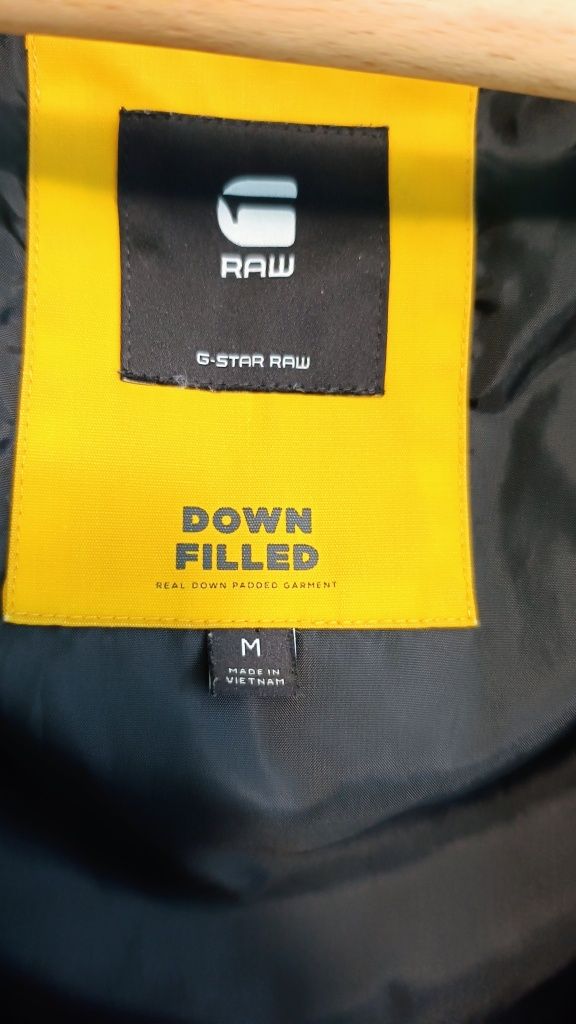 RAW
G-STAR RAW
DOWN
FILLED
REAL DOWN PADDED GARMENT
M
MADE IN
VIETNAM